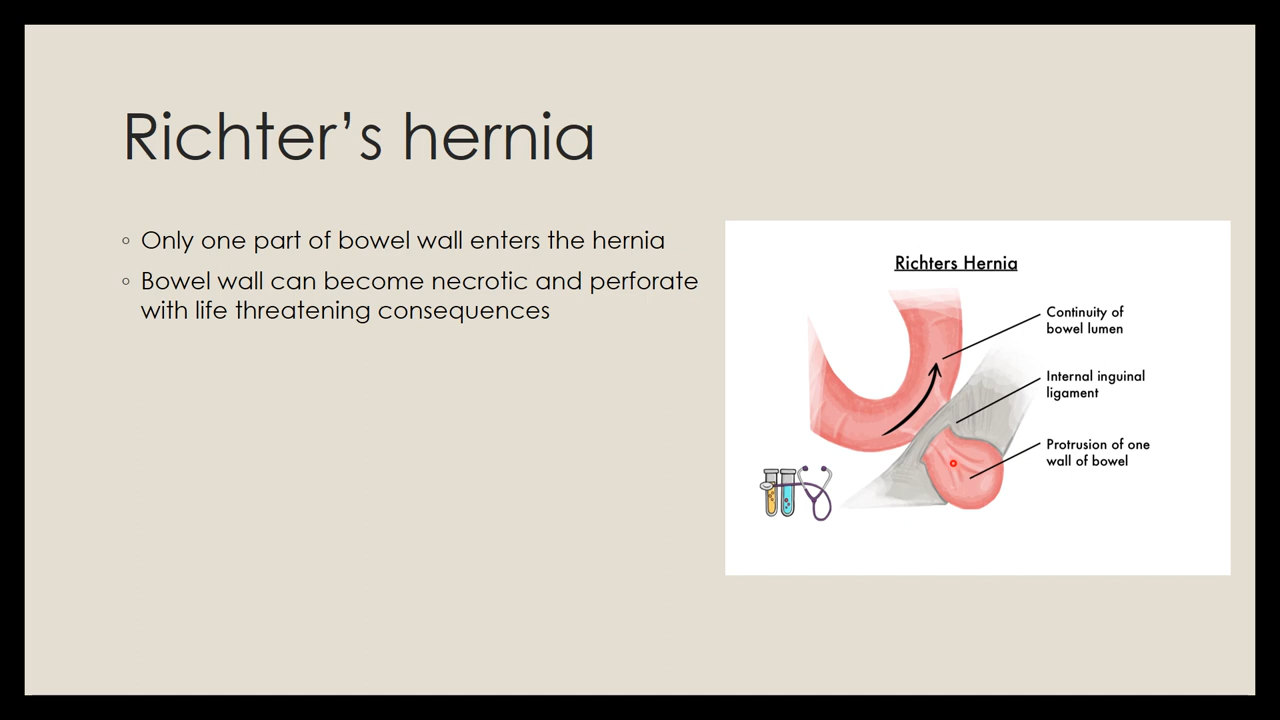 Richter’s hernia
◦ Only one part of bowel wall enters the hernia
◦ Bowel wall can become necrotic and perforate
with life threatening consequences
Richters Hernia
Continuity of
bowel lumen
Internal inguinal
ligament
Protrusion of one
wall of bowel